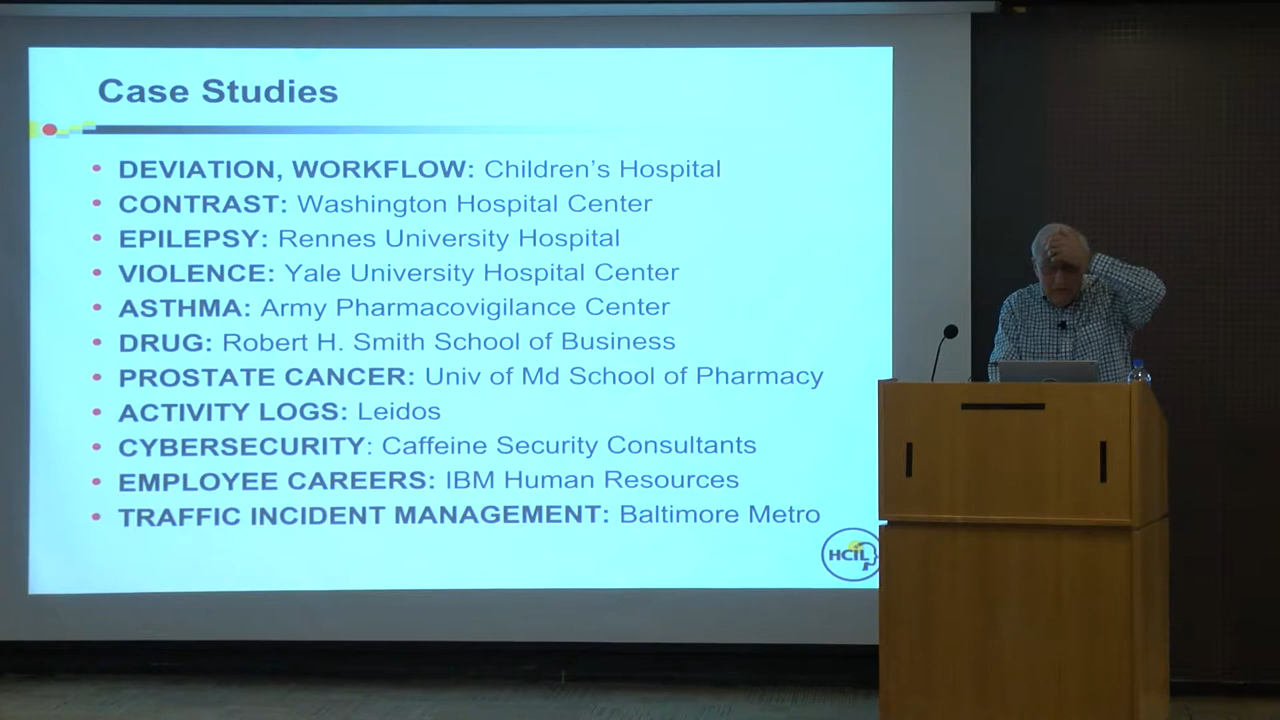 Case Studies
• DEVIATION, WORKFLOW: Children's Hospital
• CONTRAST: Washington Hospital Center
• EPILEPSY: Rennes University Hospital
• VIOLENCE: Yale University Hospital Center
• ASTHMA: Army Pharmacovigilance Center
• DRUG: Robert H. Smith School of Business
• PROSTATE CANCER: Univ of Md School of Pharmacy
• ACTIVITY LOGS: Leidos
• CYBERSECURITY: Caffeine Security Consultants
• EMPLOYEE CAREERS: IBM Human Resources
• TRAFFIC INCIDENT MANAGEMENT: Baltimore Metro
HCIL